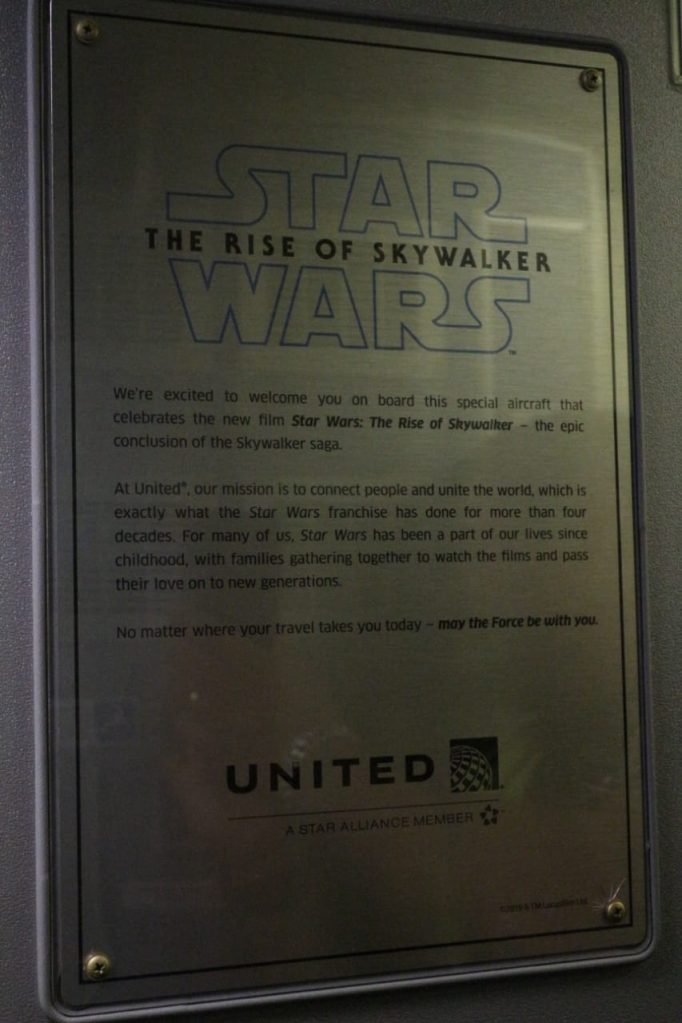 STAR
THE RISE OF SKYWALKER
WARS™
We're excited to welcome you on board this special aircraft that
celebrates the new film Star Wars: The Rise of Skywalker – the epic
conclusion of the Skywalker saga.
At United®, our mission is to connect people and unite the world, which is
exactly what the Star Wars franchise has done for more than four
decades. For many of us, Star Wars has been a part of our lives since
childhood, with families gathering together to watch the films and pass
their love on to new generations.
No matter where your travel takes you today – may the Force be with you.
UNITED
A STAR ALLIANCE MEMBER
©2019 & TM Lucasfilm Ltd.